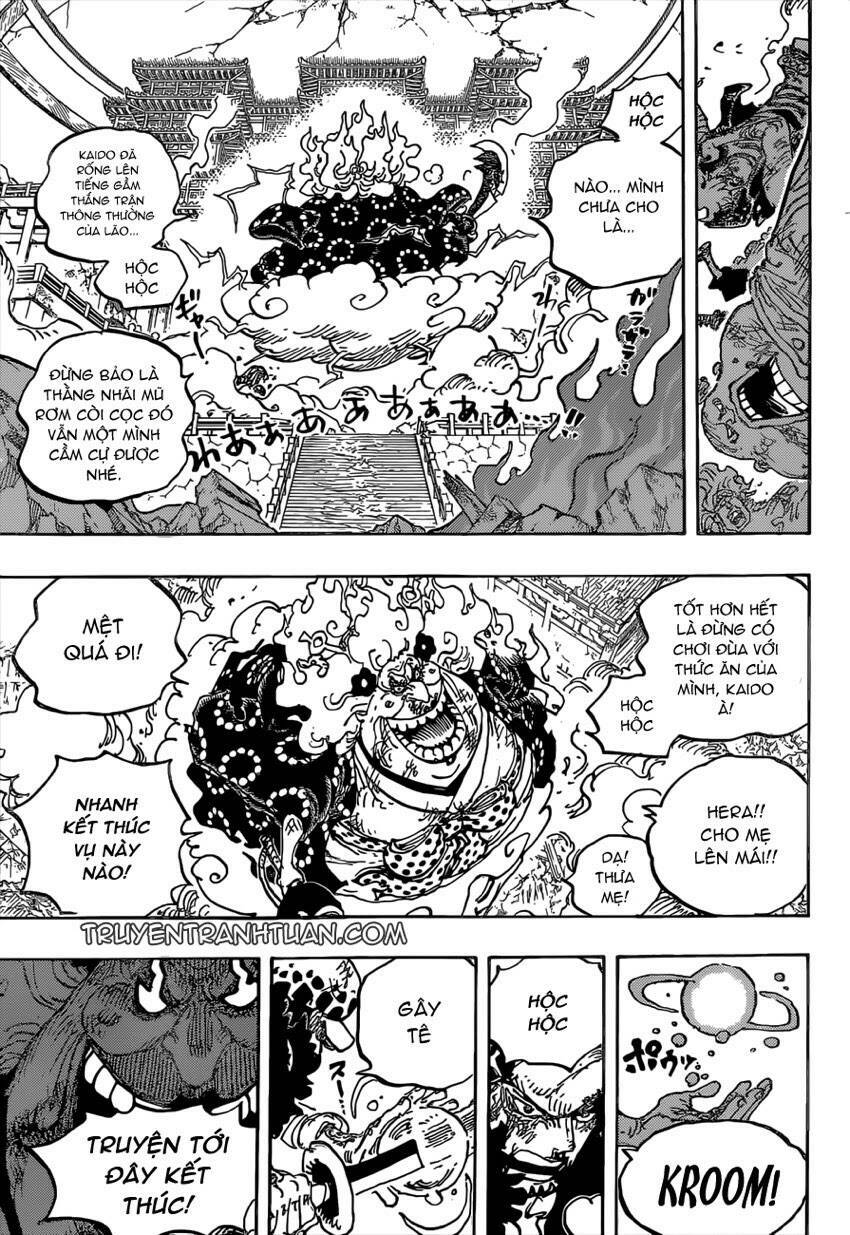 HỘC
HỘC
NÀO... MÌNH
CHƯA CHO
LÀ...
KAIDO ĐÃ
RỐNG LÊN
TIẾNG GẦM
THẮNG TRẬN
THÔNG THƯỜNG
CỦA LÃO...
HỘC
HỘC
ĐỪNG BẢO LÀ
THẰNG NHÃI MŨ
RƠM CÒI CỌC ĐÓ
VẪN MỘT MÌNH
CẦM CỰ ĐƯỢC
NHÉ.
TỐT HƠN HẾT
LÀ ĐỪNG CÓ
CHƠI ĐÙA VỚI
THỨC ĂN CỦA
MÌNH, KAIDO
À!
HỘC
HỘC
HERA!!
CHO MẸ
LÊN MÁI!!
DẠ!
THƯA
MẸ!
MỆT
QUÁ ĐI!
NHANH
KẾT THÚC
VỤ NÀY
NÀO!
TRUYENTRANHTUAN.COM
KROOM!
HỘC
HỘC
GÂY
TÊ
TRUYỆN TỚI
ĐÂY KẾT
THÚC!